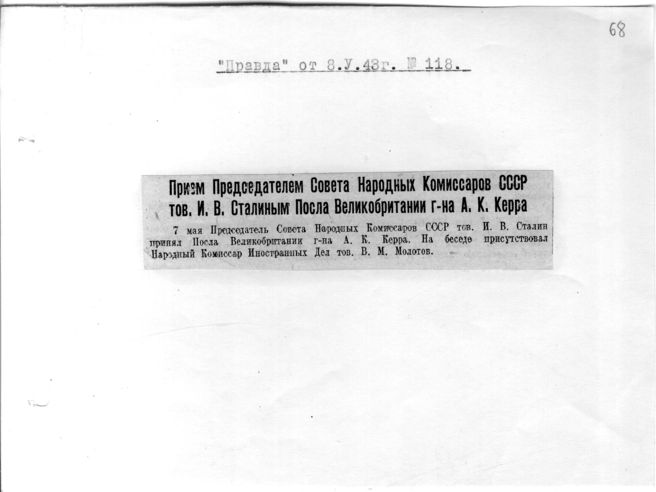 68
"Правда" от 8.У.43г. № 118.
Приэм Председателем Совета Народных Комиссаров СССР
тов. И. В. Сталиным Посла Великобритании г-на А. К. Керра
7 мая Председатель Совета Народных Комиссаров СССР тов. И. В. Сталин
принял Посла Великобритании г-на А. К. Керра. На беседе присутствовал
Народный Комиссар Иностранных Дел тов. В. М. Молотов.